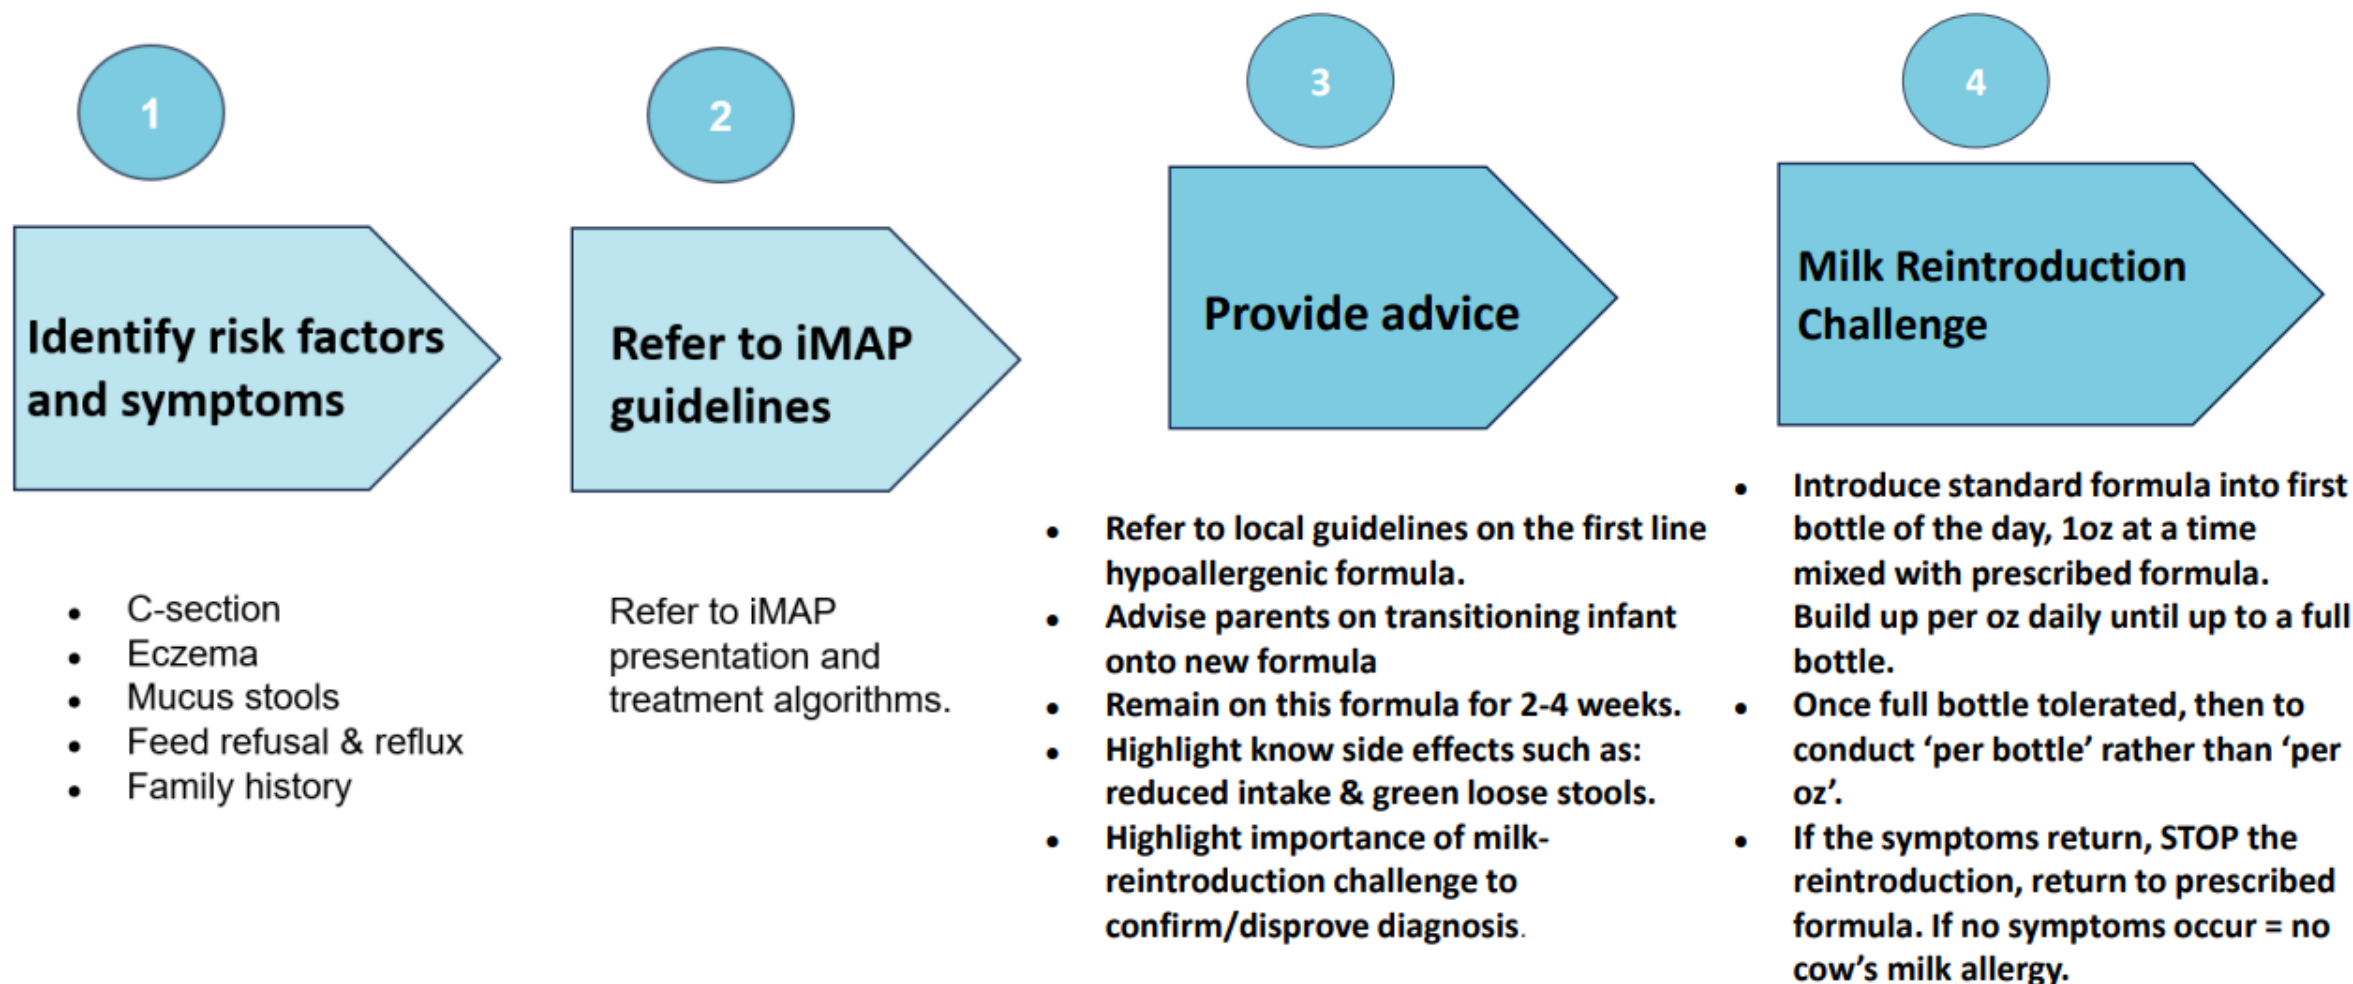 1
Identify risk factors
and symptoms
• C-section
• Eczema
• Mucus stools
• Feed refusal & reflux
• Family history
2
Refer to iMAP
guidelines
Refer to iMAP
presentation and
treatment algorithms.
3
Provide advice
• Refer to local guidelines on the first line
hypoallergenic formula.
• Advise parents on transitioning infant
onto new formula
• Remain on this formula for 2-4 weeks.
• Highlight know side effects such as:
reduced intake & green loose stools.
• Highlight importance of milk-
reintroduction challenge to
confirm/disprove diagnosis.
4
Milk Reintroduction
Challenge
• Introduce standard formula into first
bottle of the day, 1oz at a time
mixed with prescribed formula.
Build up per oz daily until up to a full
bottle.
• Once full bottle tolerated, then to
conduct ‘per bottle’ rather than ‘per
oz’.
• If the symptoms return, STOP the
reintroduction, return to prescribed
formula. If no symptoms occur = no
cow’s milk allergy.